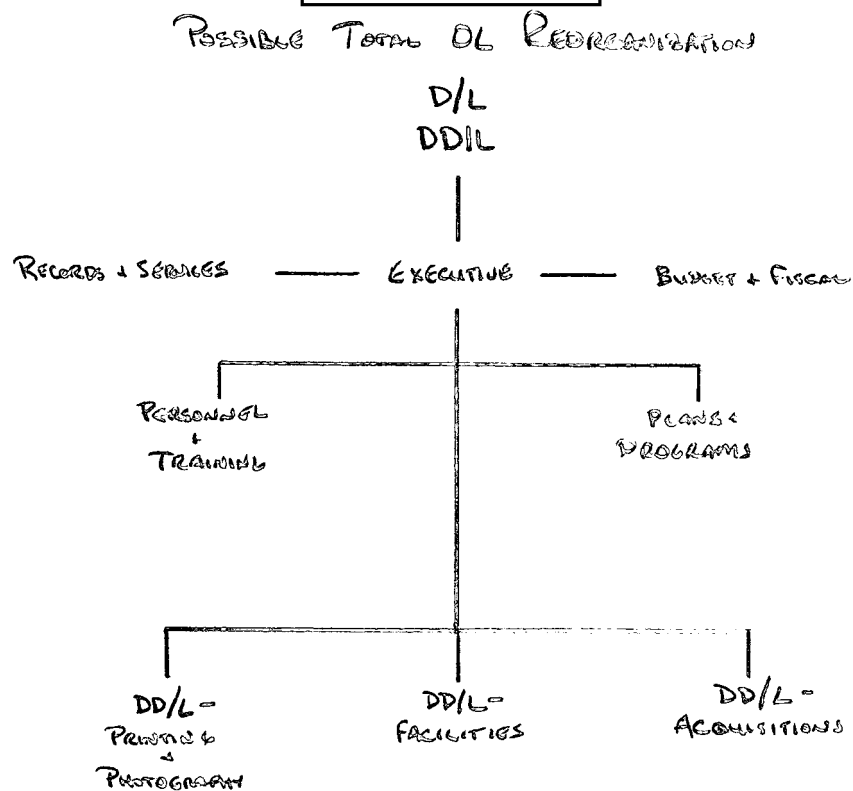 POSSIBLE TOTAL OL REORGANIZATION
D/L
DD/L
RECORDS + SERVICES EXECUTIVE BUDGET + FISCAL
PERSONNEL
+
TRAINING
PLANS +
PROGRAMS
DD/L-
PRINTING
+
PHOTOGRAPHY
DD/L-
FACILITIES
DD/L-
ACQUISITIONS